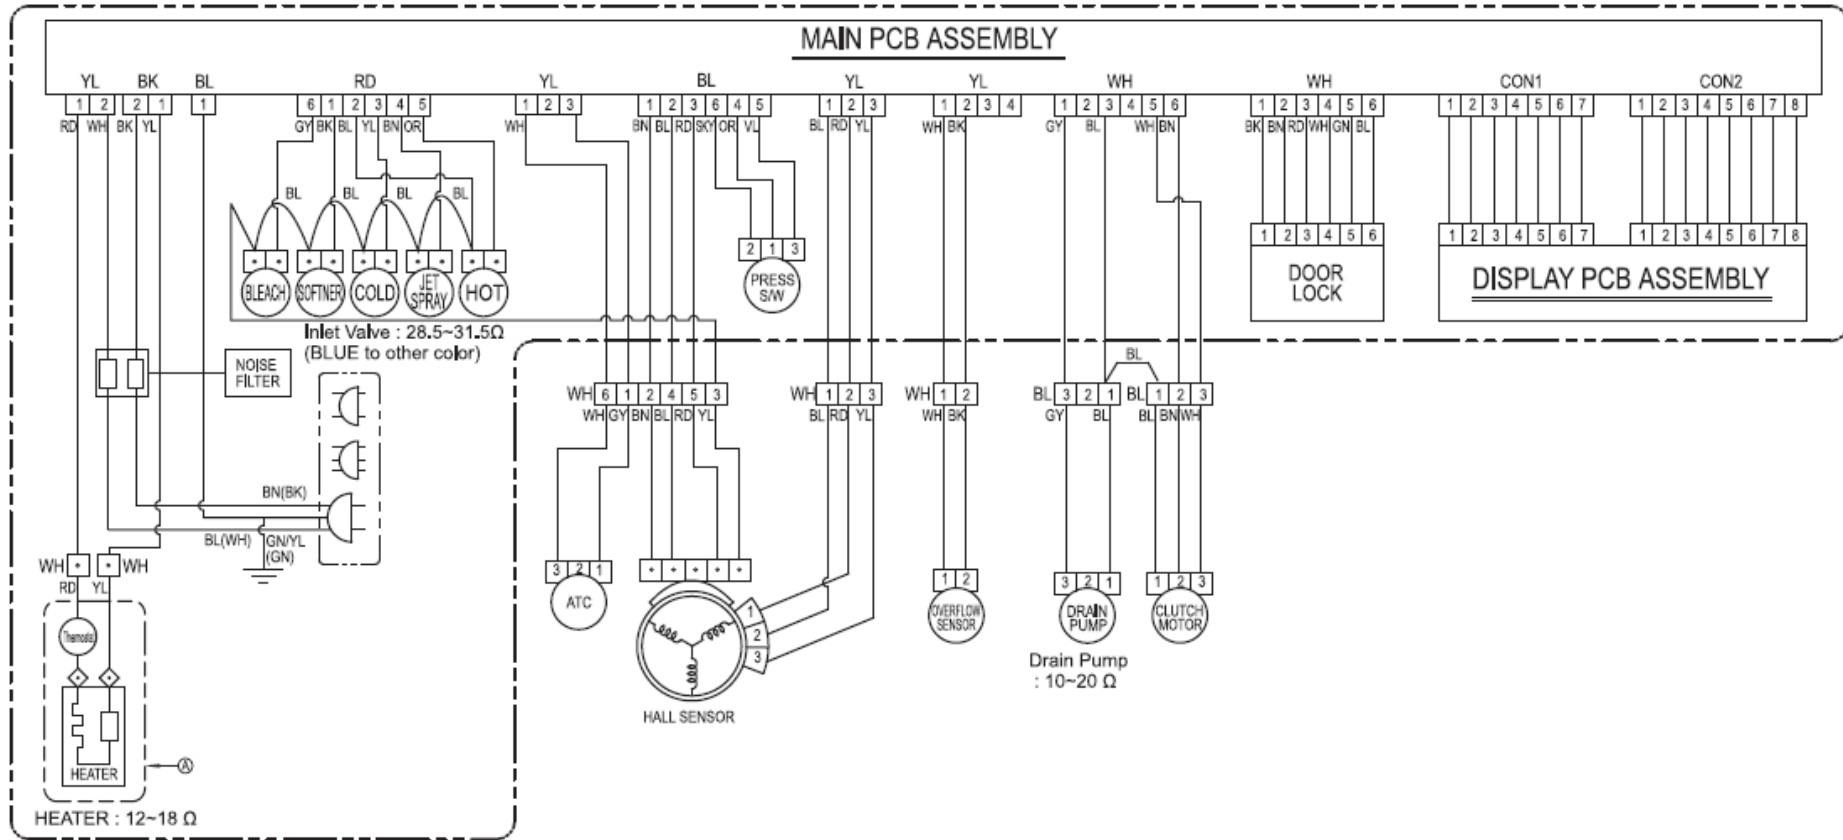 MAIN PCB ASSEMBLY
YL BK BL RD YL BL YL YL WH WH CON1 CON2
1 2 2 1 1 6 1 2 3 4 5 1 2 3 1 2 3 6 4 5 1 2 3 1 2 3 4 1 2 3 4 5 6 1 2 3 4 5 6 1 2 3 4 5 6 7 1 2 3 4 5 6 7 8
RD WH BK YL GY BK BL YL BN OR WH BN BL RD SKY OR VL BL RD YL WH BK GY BL WH BN BK BN RD WH GN BL
BL BL BL BL
1 2 3 4 5 6 1 2 3 4 5 6 7 1 2 3 4 5 6 7 8
2 1 3
BLEACH SOFTNER COLD JET SPRAY HOT
PRESS S/W
DOOR LOCK
DISPLAY PCB ASSEMBLY
Inlet Valve : 28.5~31.5Ω
(BLUE to other color)
NOISE
FILTER
BL
WH 6 1 2 4 5 3 WH 1 2 3 WH 1 2 BL 3 2 1 BL 1 2 3
WH GY BN BL RD YL BL RD YL WH BK GY BL BL BN WH
BN(BK)
BL(WH) GN/YL
(GN)
WH WH
RD YL
3 2 1 1 2 3 2 1 1 2 3
ATC
1
2
3
OVERFLOW SENSOR
DRAIN PUMP
CLUTCH MOTOR
Thermostat
Drain Pump
: 10~20 Ω
HALL SENSOR
HEATER
A
HEATER : 12~18 Ω